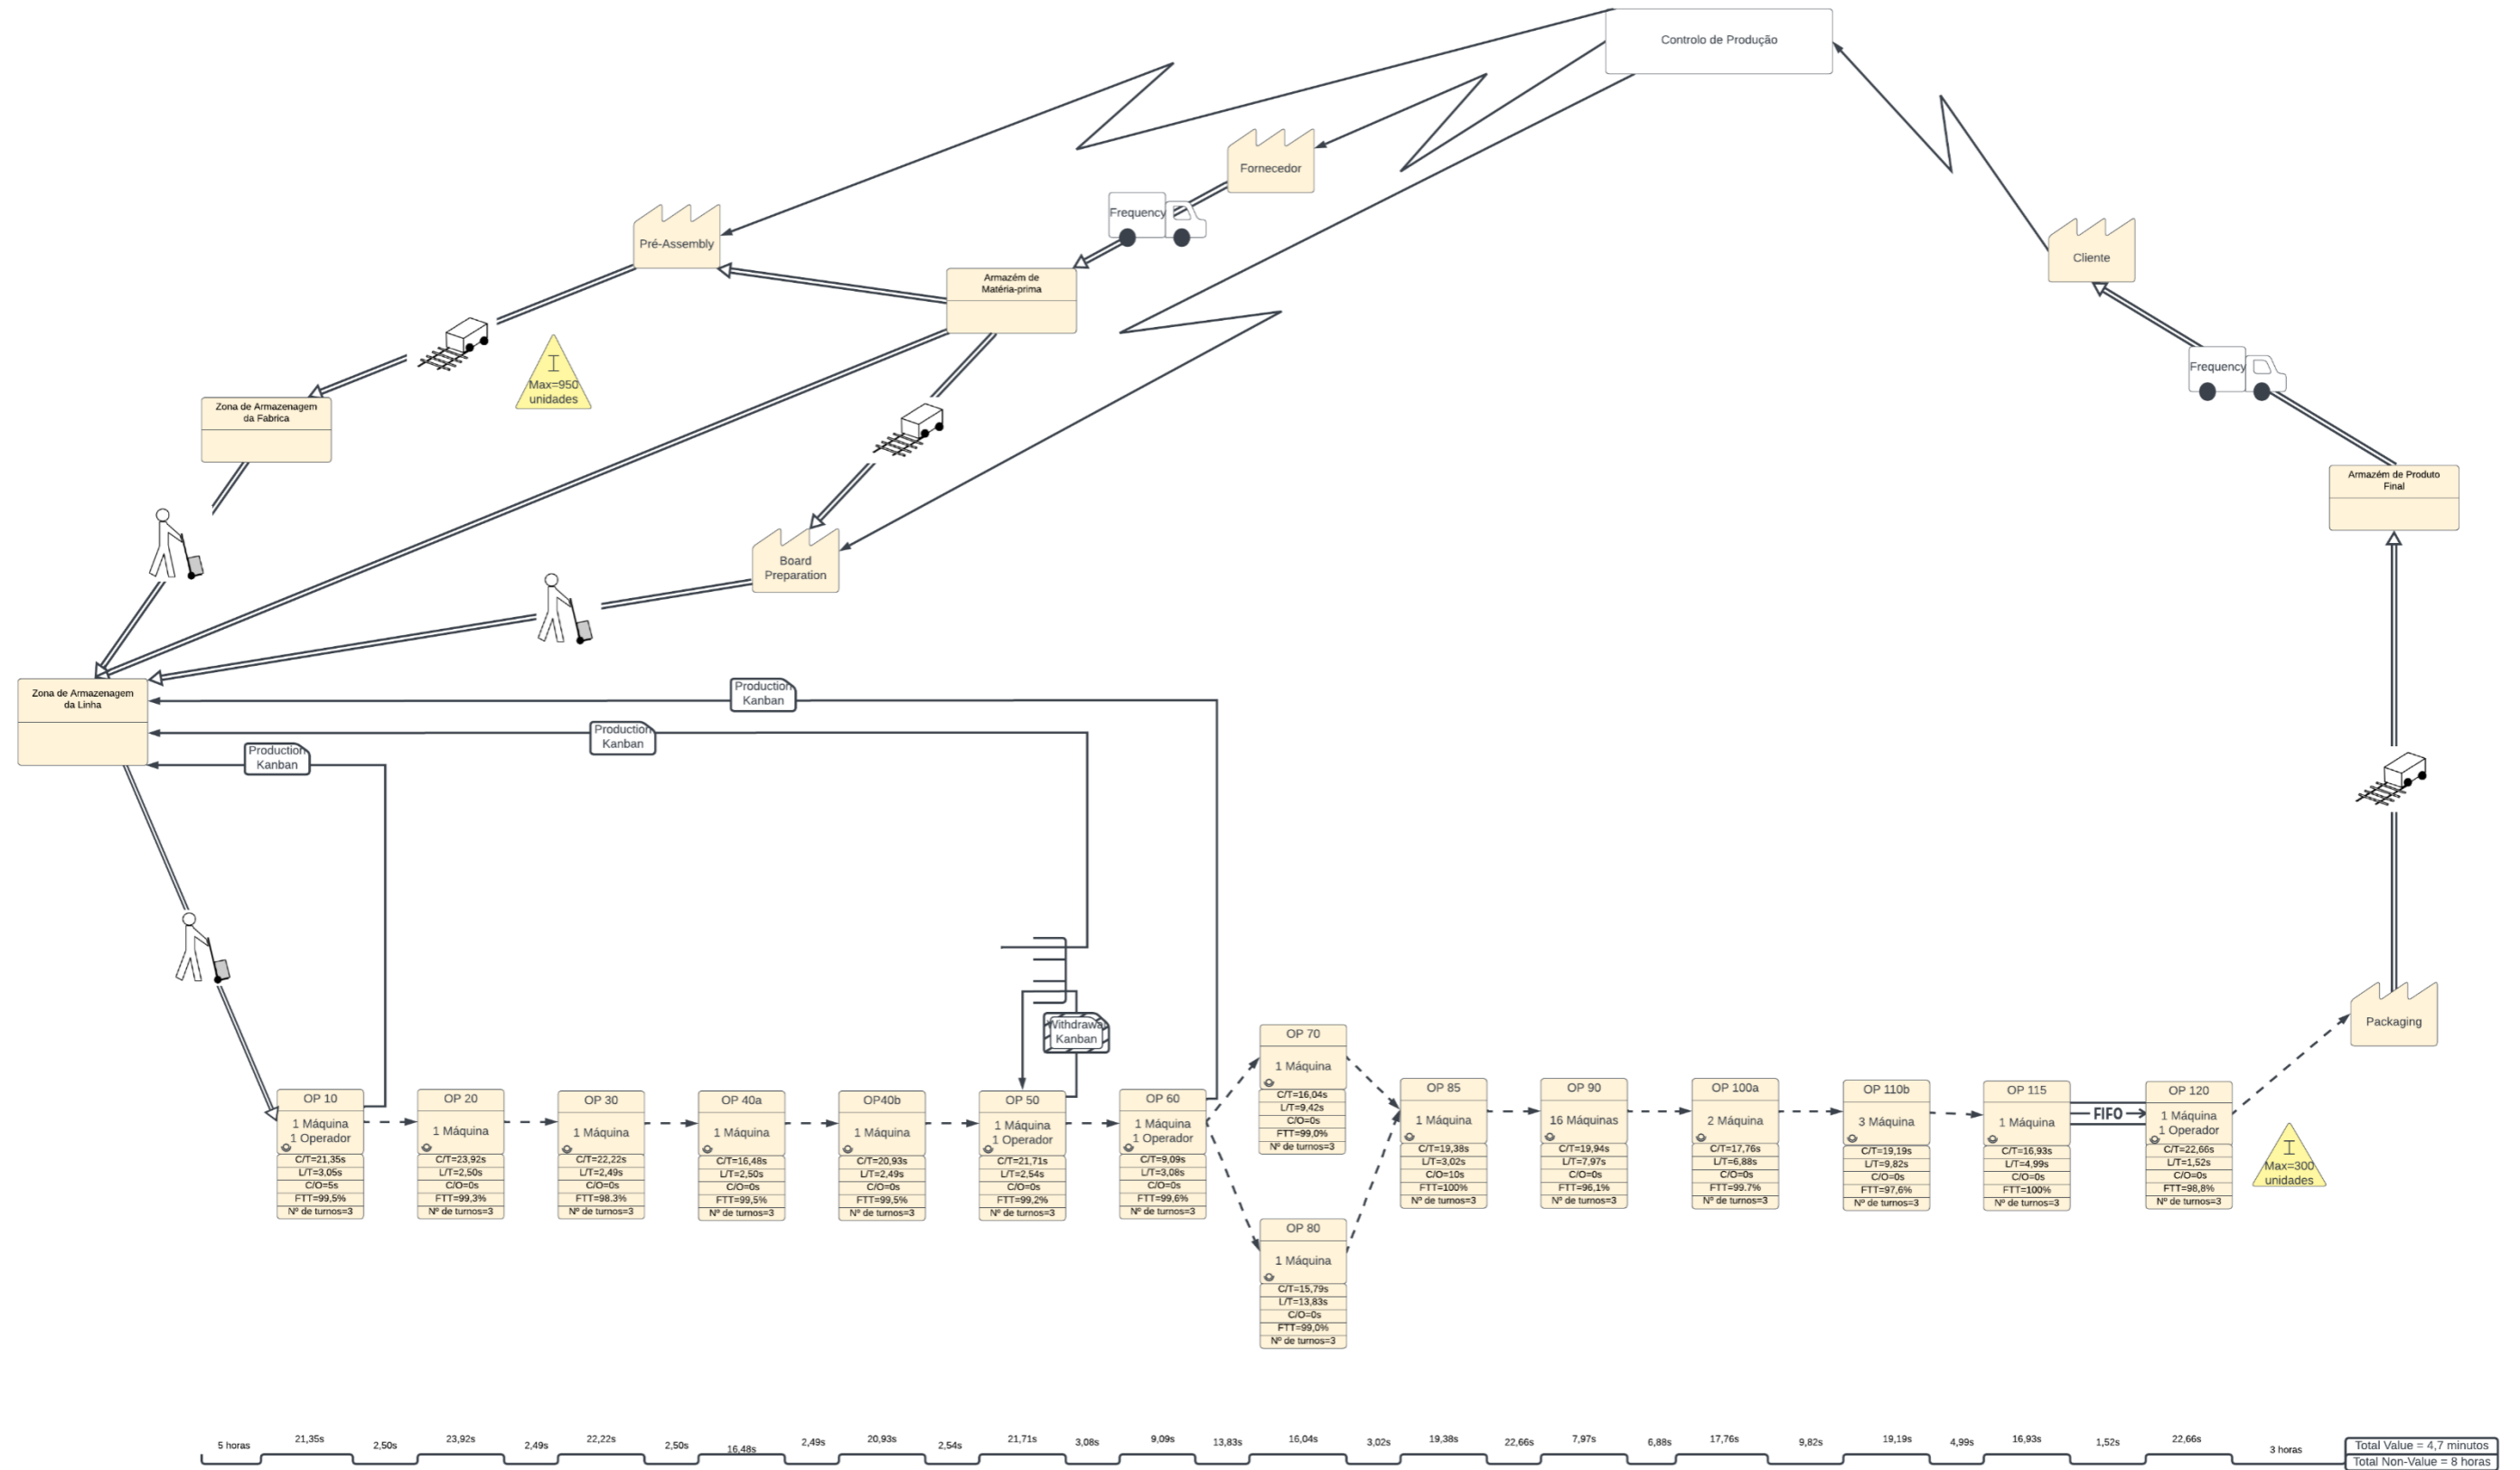 Controlo de Produção
Fornecedor
Frequency
Pré-Assembly
Armazém de
Matéria-prima
Cliente
Frequency
Max=950
unidades
Zona de Armazenagem
da Fabrica
Armazém de Produto
Final
Board
Preparation
Zona de Armazenagem
da Linha
Production
Kanban
Production
Kanban
Production
Kanban
Withdrawal
Kanban
Packaging
OP 10
1 Máquina
1 Operador
C/T=21,35s
L/T=3,05s
C/O=5s
FTT=99,5%
Nº de turnos=3
OP 20
1 Máquina
C/T=23,92s
L/T=2,50s
C/O=0s
FTT=99,3%
Nº de turnos=3
OP 30
1 Máquina
C/T=22,22s
L/T=2,49s
C/O=0s
FTT=98.3%
Nº de turnos=3
OP 40a
1 Máquina
C/T=16,48s
L/T=2,50s
C/O=0s
FTT=99,5%
Nº de turnos=3
OP40b
1 Máquina
C/T=20,93s
L/T=2,49s
C/O=0s
FTT=99,5%
Nº de turnos=3
OP 50
1 Máquina
1 Operador
C/T=21,71s
L/T=2,54s
C/O=0s
FTT=99,2%
Nº de turnos=3
OP 60
1 Máquina
1 Operador
C/T=9,09s
L/T=3,08s
C/O=0s
FTT=99,6%
Nº de turnos=3
OP 70
1 Máquina
C/T=16,04s
L/T=9,42s
C/O=0s
FTT=99,0%
Nº de turnos=3
OP 80
1 Máquina
C/T=15,79s
L/T=13,83s
C/O=0s
FTT=99,0%
Nº de turnos=3
OP 85
1 Máquina
C/T=19,38s
L/T=3,02s
C/O=10s
FTT=100%
Nº de turnos=3
OP 90
16 Máquinas
C/T=19,94s
L/T=7,97s
C/O=0s
FTT=96,1%
Nº de turnos=3
OP 100a
2 Máquina
C/T=17,76s
L/T=6,88s
C/O=0s
FTT=99.7%
Nº de turnos=3
OP 110b
3 Máquina
C/T=19,19s
L/T=9,82s
C/O=0s
FTT=97,6%
Nº de turnos=3
OP 115
1 Máquina
C/T=16,93s
L/T=4,99s
C/O=0s
FTT=100%
Nº de turnos=3
FIFO
OP 120
1 Máquina
1 Operador
C/T=22,66s
L/T=1,52s
C/O=0s
FTT=98,8%
Nº de turnos=3
Max=300
unidades
5 horas
21,35s
2,50s
23,92s
2,49s
22,22s
2,50s
16,48s
2,49s
20,93s
2,54s
21,71s
3,08s
9,09s
13,83s
16,04s
3,02s
19,38s
22,66s
7,97s
6,88s
17,76s
9,82s
19,19s
4,99s
16,93s
1,52s
22,66s
3 horas
Total Value = 4,7 minutos
Total Non-Value = 8 horas